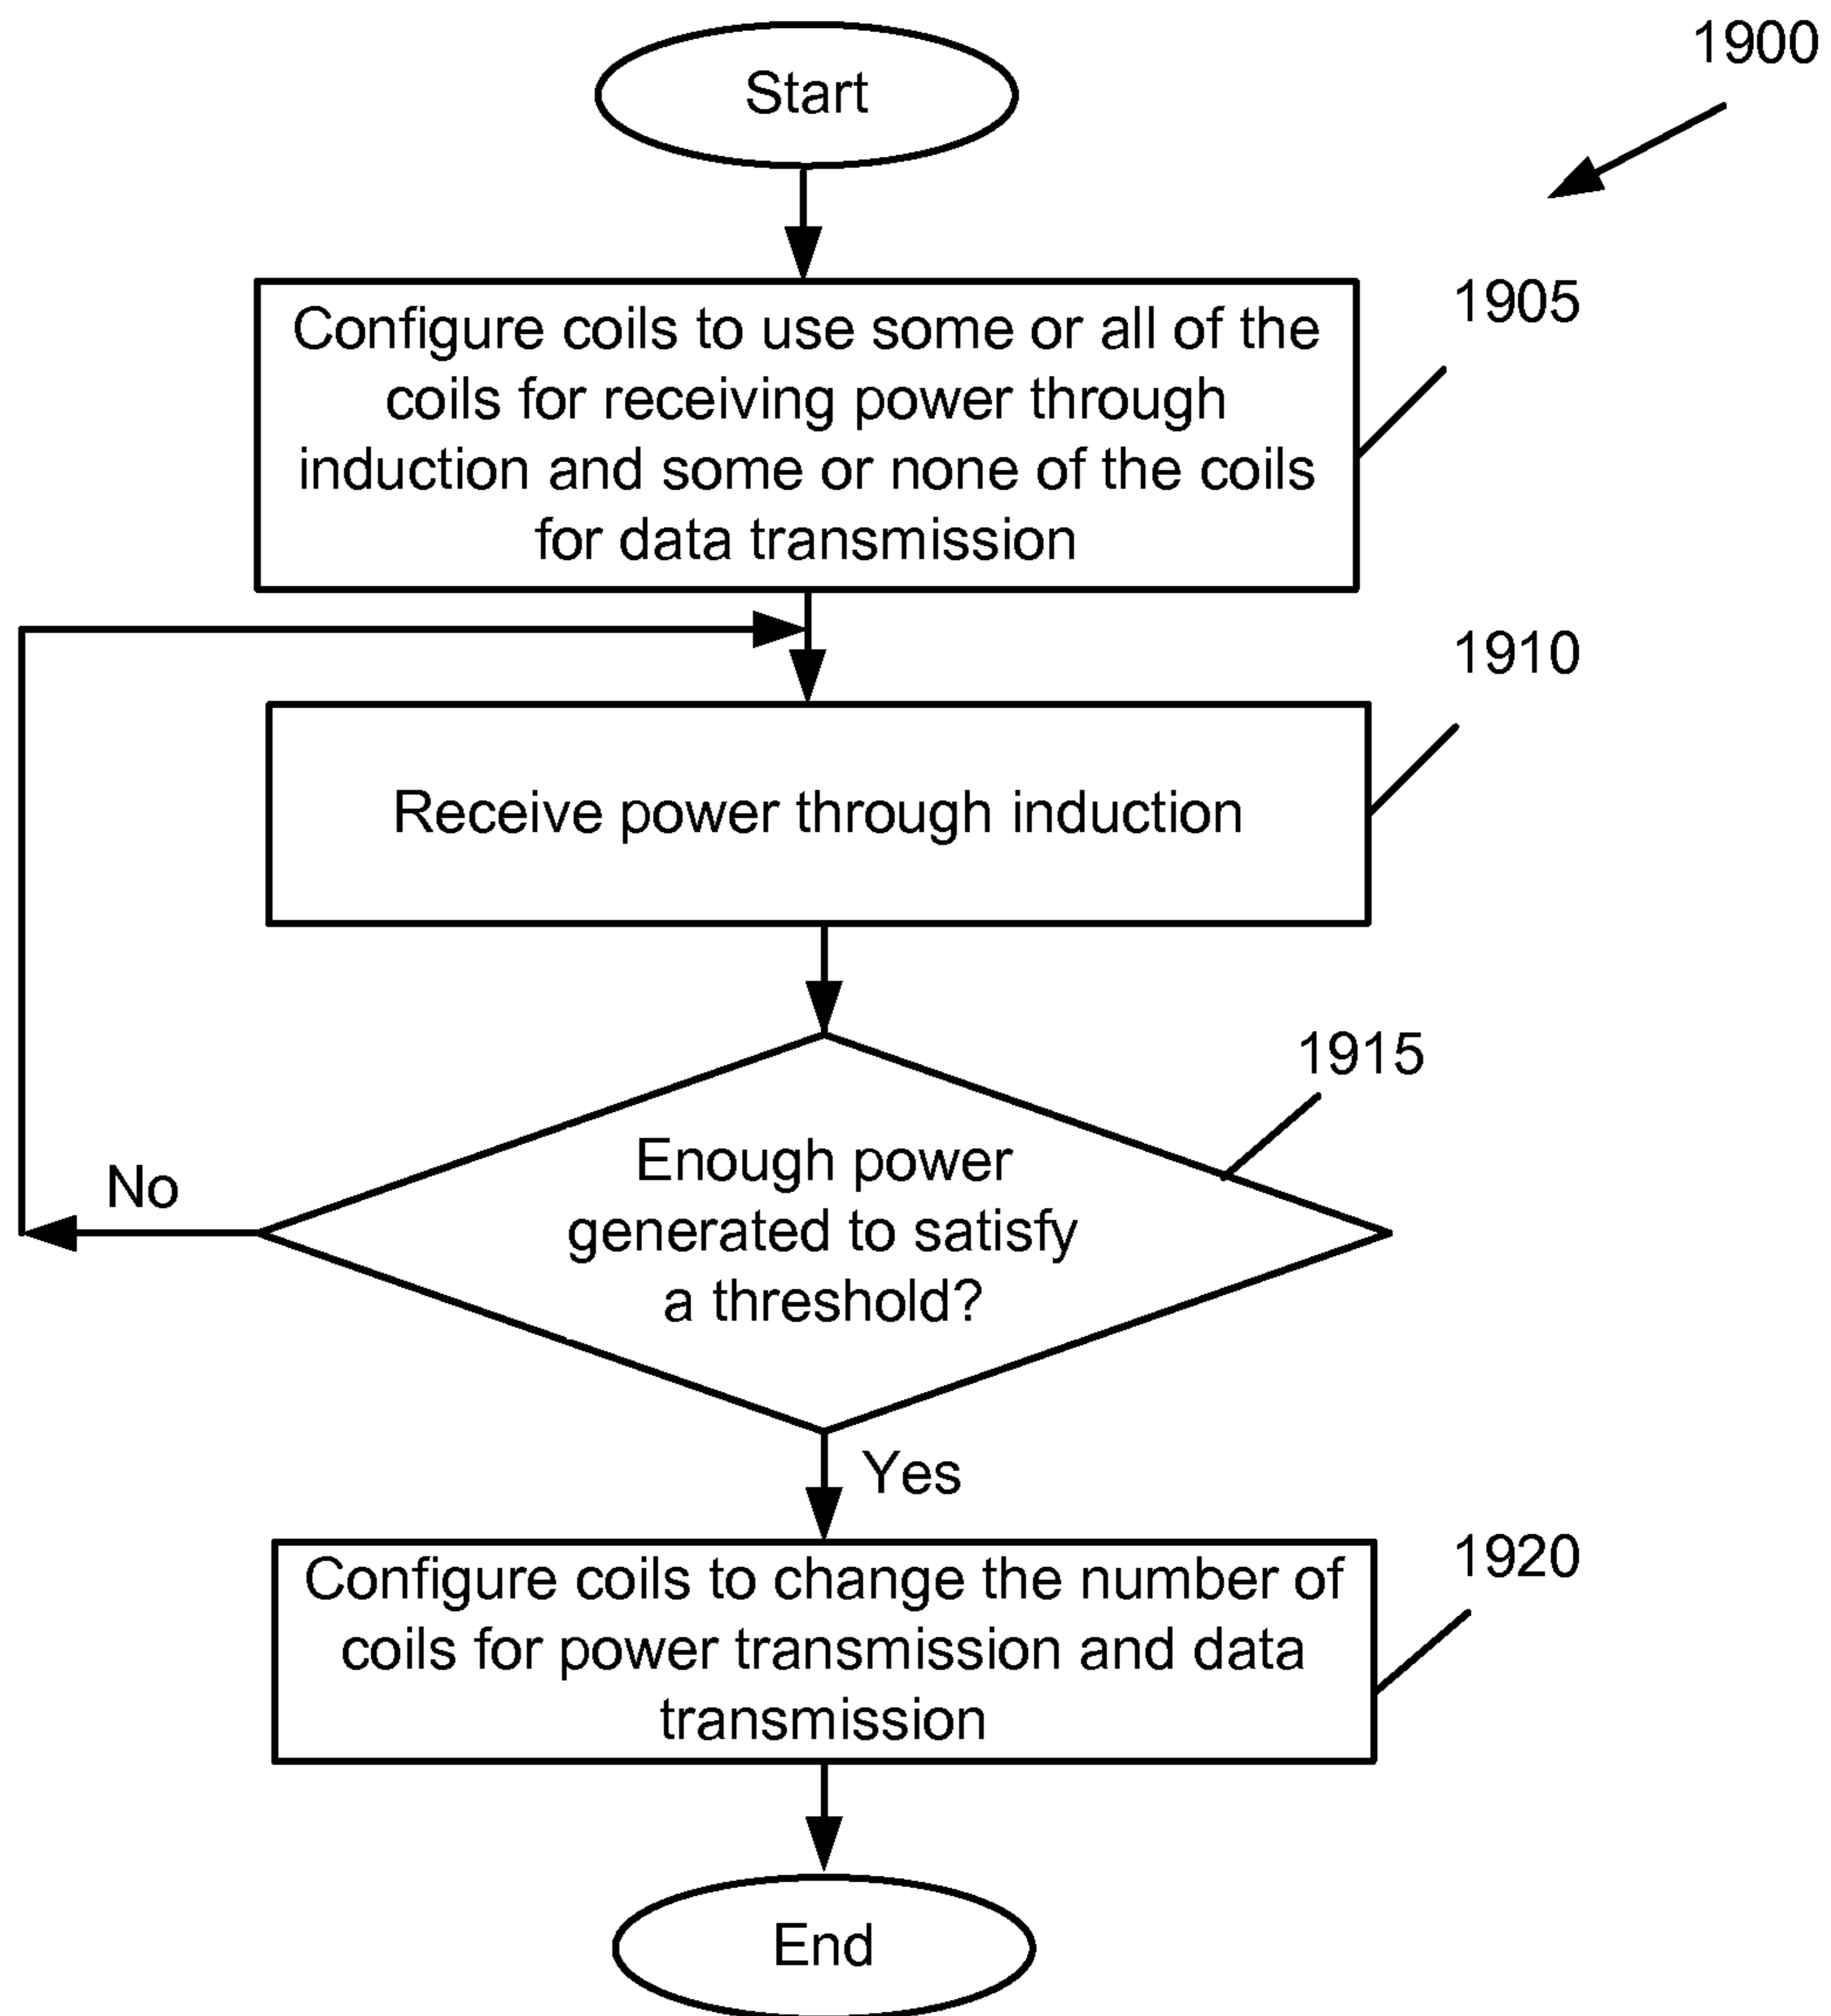 Start
1900
Configure coils to use some or all of the
coils for receiving power through
induction and some or none of the coils
for data transmission
1905
1910
Receive power through induction
1915
Enough power
generated to satisfy
a threshold?
No
Yes
Configure coils to change the number of
coils for power transmission and data
transmission
1920
End